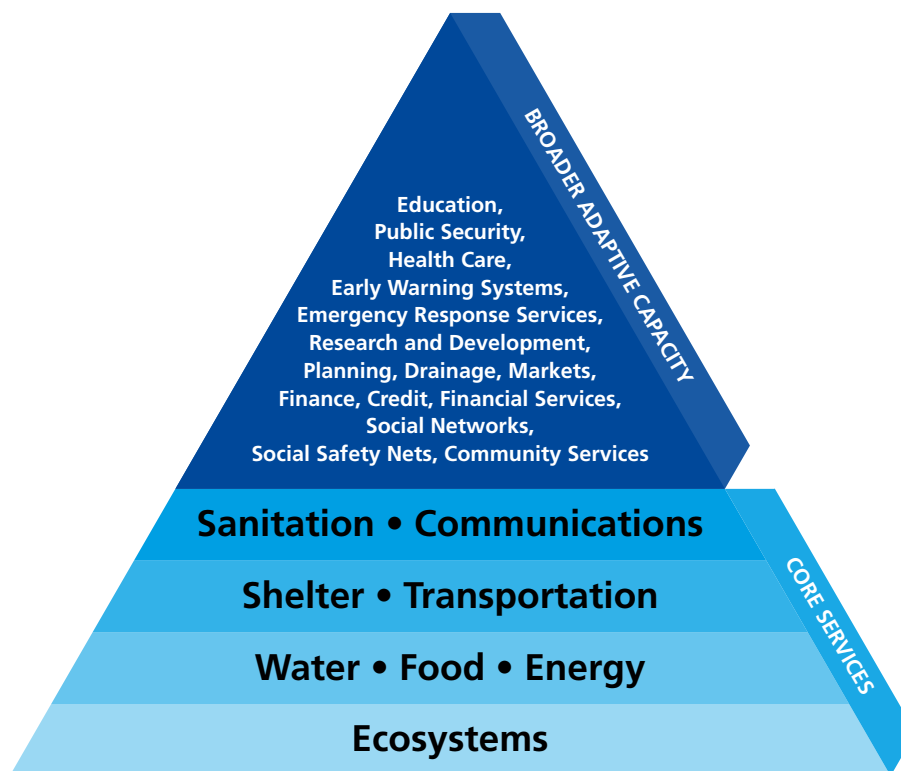 BROADER ADAPTIVE CAPACITY
Education,
Public Security,
Health Care,
Early Warning Systems,
Emergency Response Services,
Research and Development,
Planning, Drainage, Markets,
Finance, Credit, Financial Services,
Social Networks,
Social Safety Nets, Community Services
Sanitation • Communications
CORE SERVICES
Shelter • Transportation
Water • Food • Energy
Ecosystems